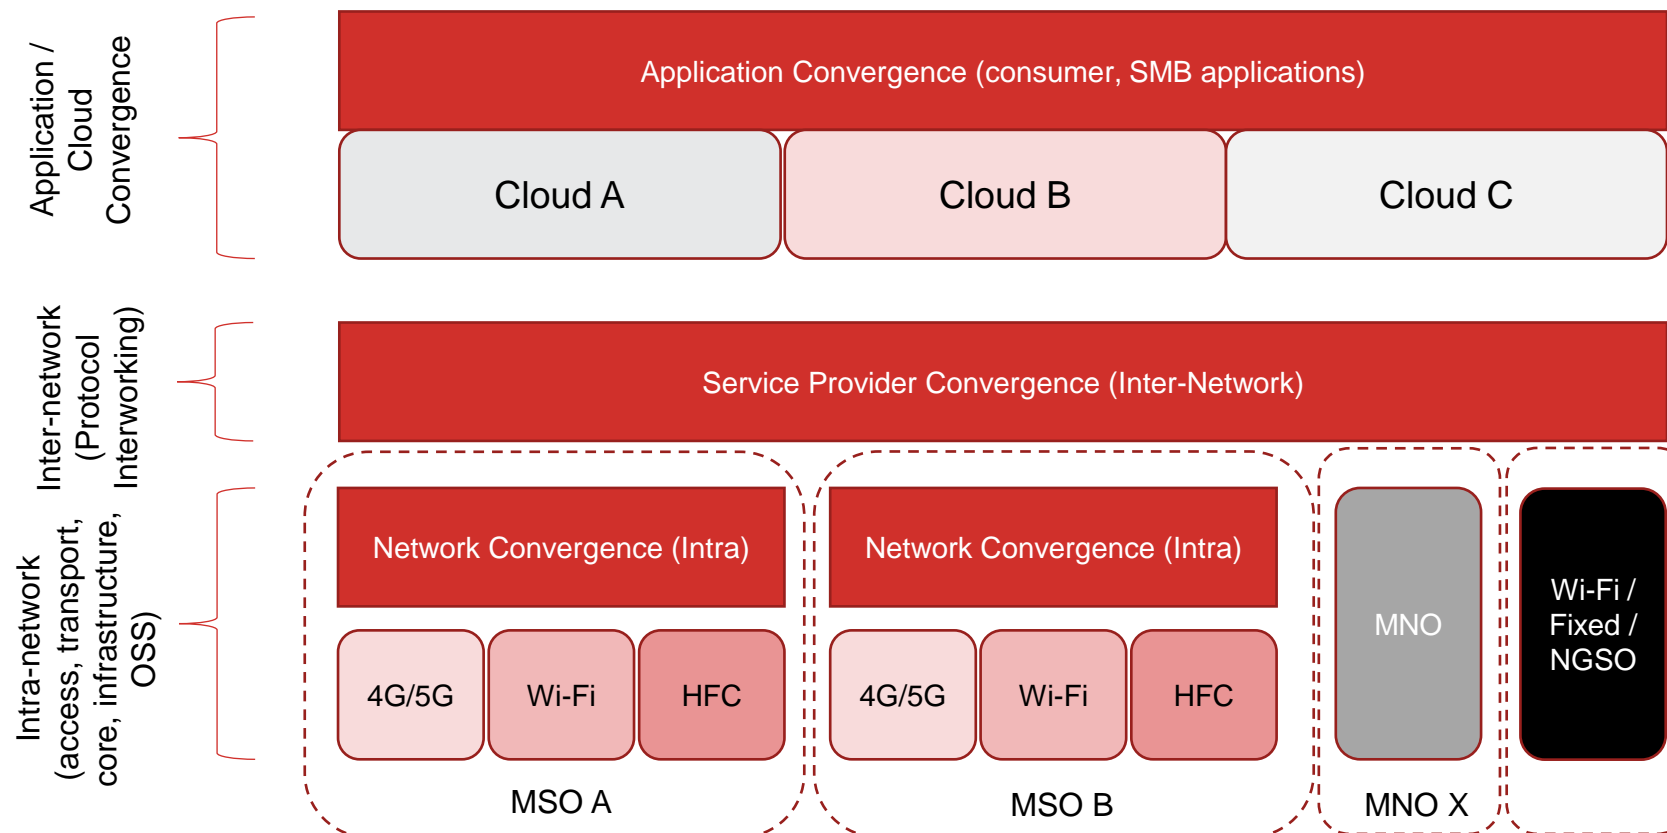 Application /
Cloud
Convergence
Application Convergence (consumer, SMB applications)
Cloud A
Cloud B
Cloud C
Inter-network
(Protocol
Interworking)
Service Provider Convergence (Inter-Network)
Intra-network
(access, transport,
core, infrastructure,
OSS)
Network Convergence (Intra)
Network Convergence (Intra)
4G/5G
Wi-Fi
HFC
4G/5G
Wi-Fi
HFC
MNO
Wi-Fi /
Fixed /
NGSO
MSO A
MSO B
MNO X